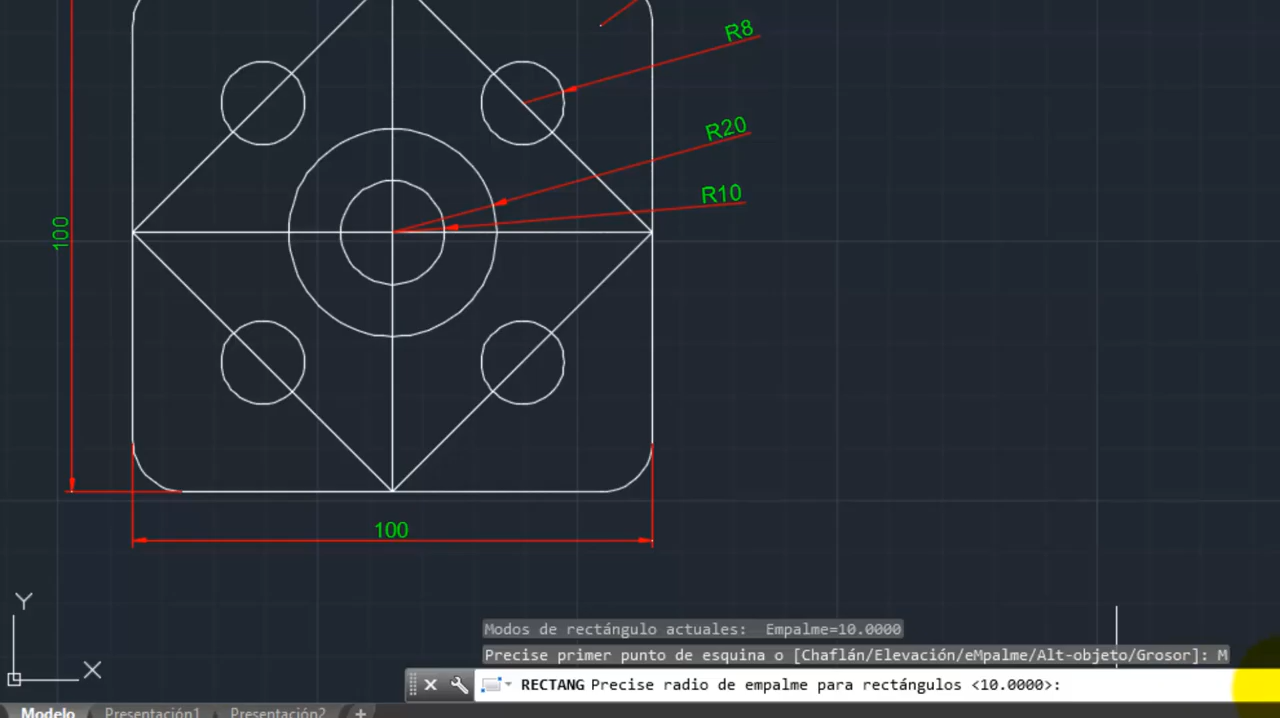 R8
R20
R10
100
100
Y
X
Modos de rectángulo actuales:  Empalme=10.0000
Precise primer punto de esquina o [Chaflán/Elevación/eMpalme/Alt-objeto/Grosor]: M
RECTANG Precise radio de empalme para rectángulos <10.0000>:
Modelo Presentación1 Presentación2 +